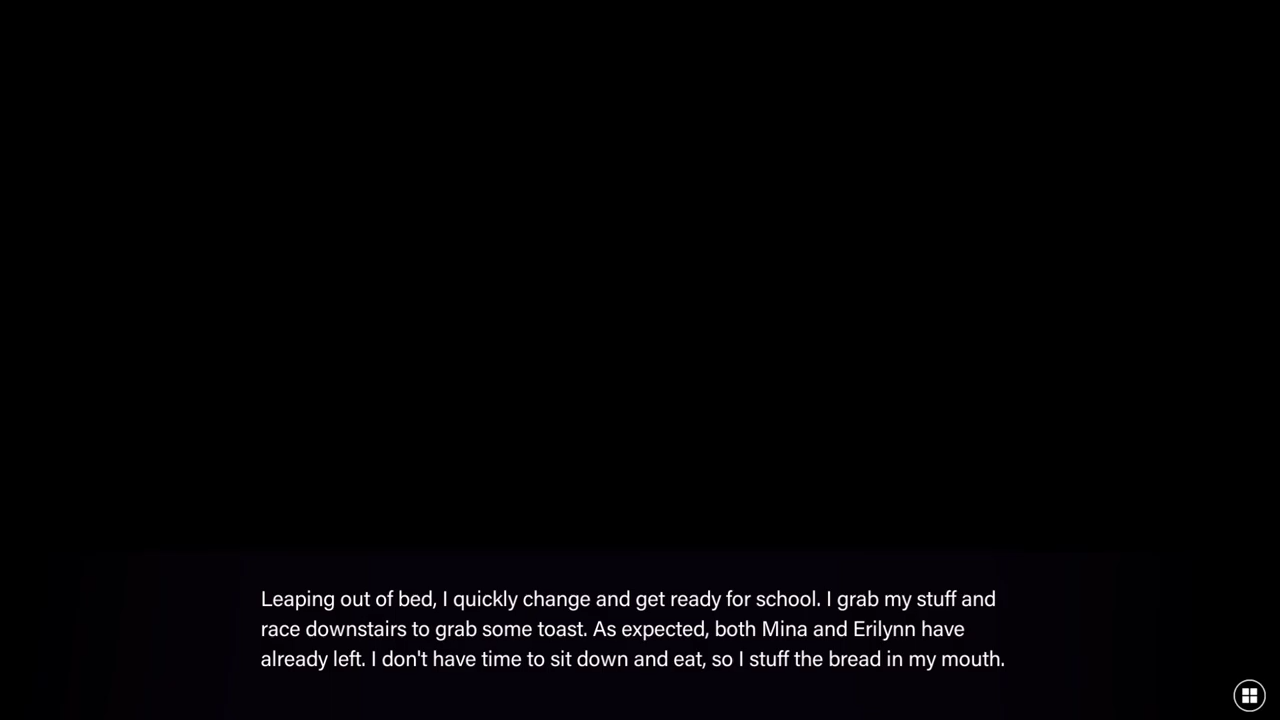 Leaping out of bed, I quickly change and get ready for school. I grab my stuff and
race downstairs to grab some toast. As expected, both Mina and Erilynn have
already left. I don't have time to sit down and eat, so I stuff the bread in my mouth.